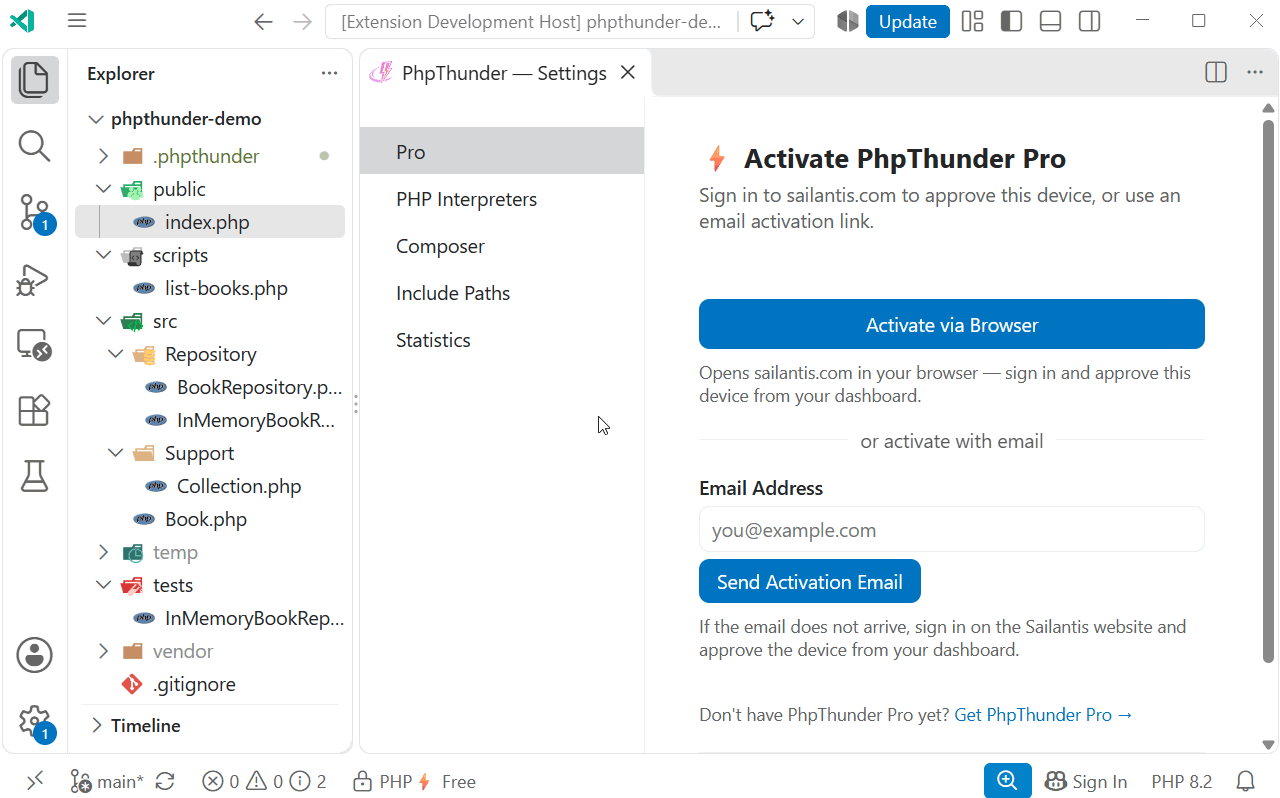 [Extension Development Host] phpthunder-de...
Update
Explorer
PhpThunder — Settings
phpthunder-demo
.phpthunder
public
index.php
scripts
list-books.php
src
Repository
BookRepository.p...
InMemoryBookR...
Support
Collection.php
Book.php
temp
tests
InMemoryBookRep...
vendor
.gitignore
Timeline
1
1
Pro
PHP Interpreters
Composer
Include Paths
Statistics
Activate PhpThunder Pro
Sign in to sailantis.com to approve this device, or use an
email activation link.
Activate via Browser
Opens sailantis.com in your browser — sign in and approve this
device from your dashboard.
or activate with email
Email Address
you@example.com
Send Activation Email
If the email does not arrive, sign in on the Sailantis website and
approve the device from your dashboard.
Don't have PhpThunder Pro yet? Get PhpThunder Pro →
main* 0 0 2 PHP Free Sign In PHP 8.2